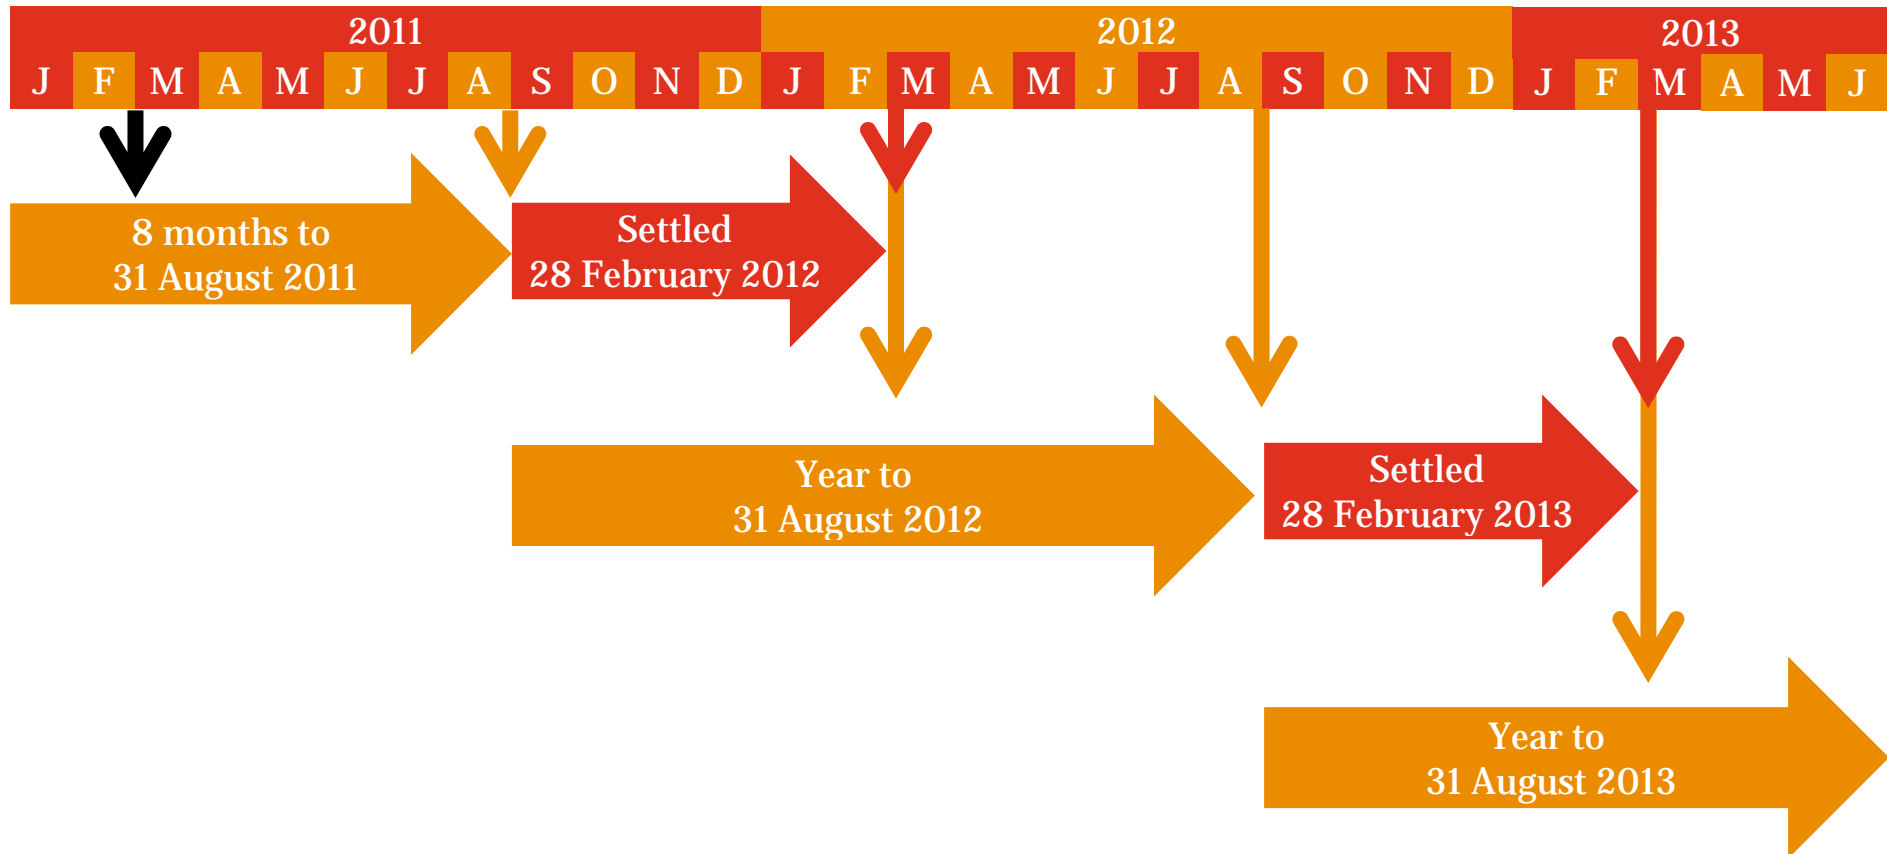 2011 2012 2013
J F M A M J J A S O N D J F M A M J J A S O N D J F M A M J
8 months to
31 August 2011
Settled
28 February 2012
Year to
31 August 2012
Settled
28 February 2013
Year to
31 August 2013